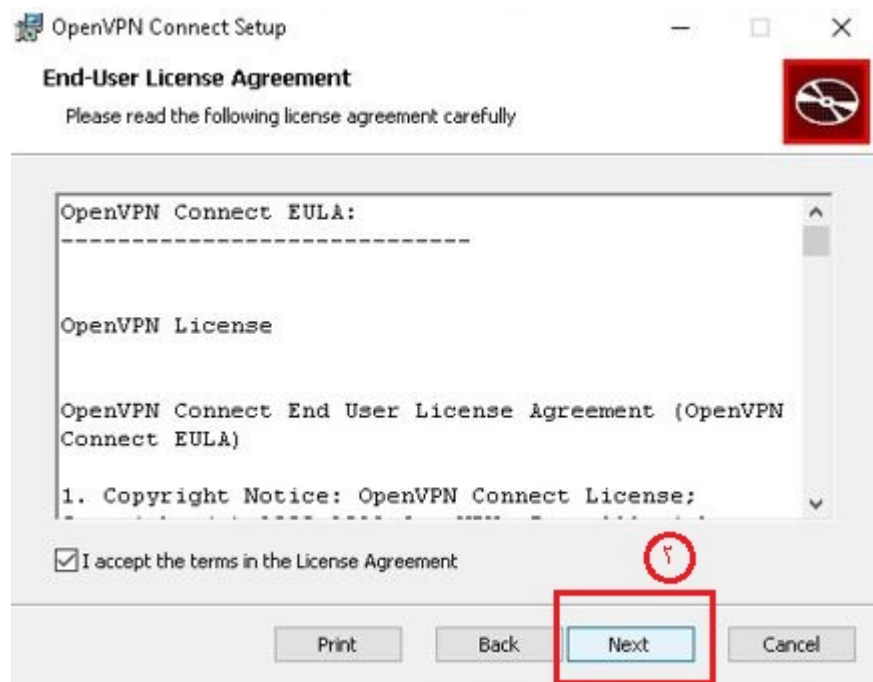 OpenVPN Connect Setup
End-User License Agreement
Please read the following license agreement carefully
OpenVPN Connect EULA:
-----------------------------
OpenVPN License
OpenVPN Connect End User License Agreement (OpenVPN
Connect EULA)
1. Copyright Notice: OpenVPN Connect License;
I accept the terms in the License Agreement
۲
Print Back Next Cancel